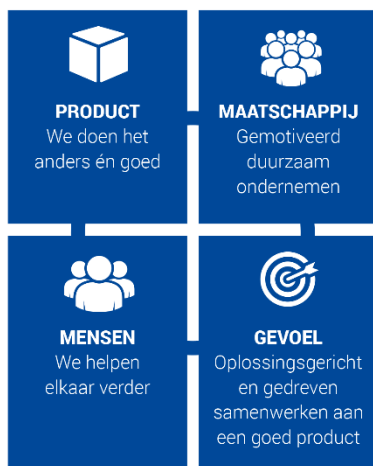 PRODUCT
We doen het
anders én goed
MAATSCHAPPIJ
Gemotiveerd
duurzaam
ondernemen
MENSEN
We helpen
elkaar verder
GEVOEL
Oplossingsgericht
en gedreven
samenwerken aan
een goed product